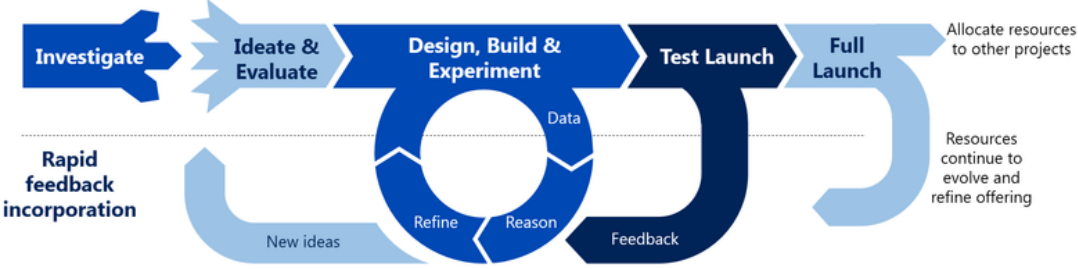 Investigate
Ideate &
Evaluate
Design, Build &
Experiment
Test Launch
Full
Launch
Allocate resources
to other projects
Data
Reason
Refine
Rapid
feedback
incorporation
New ideas
Feedback
Resources
continue to
evolve and
refine offering